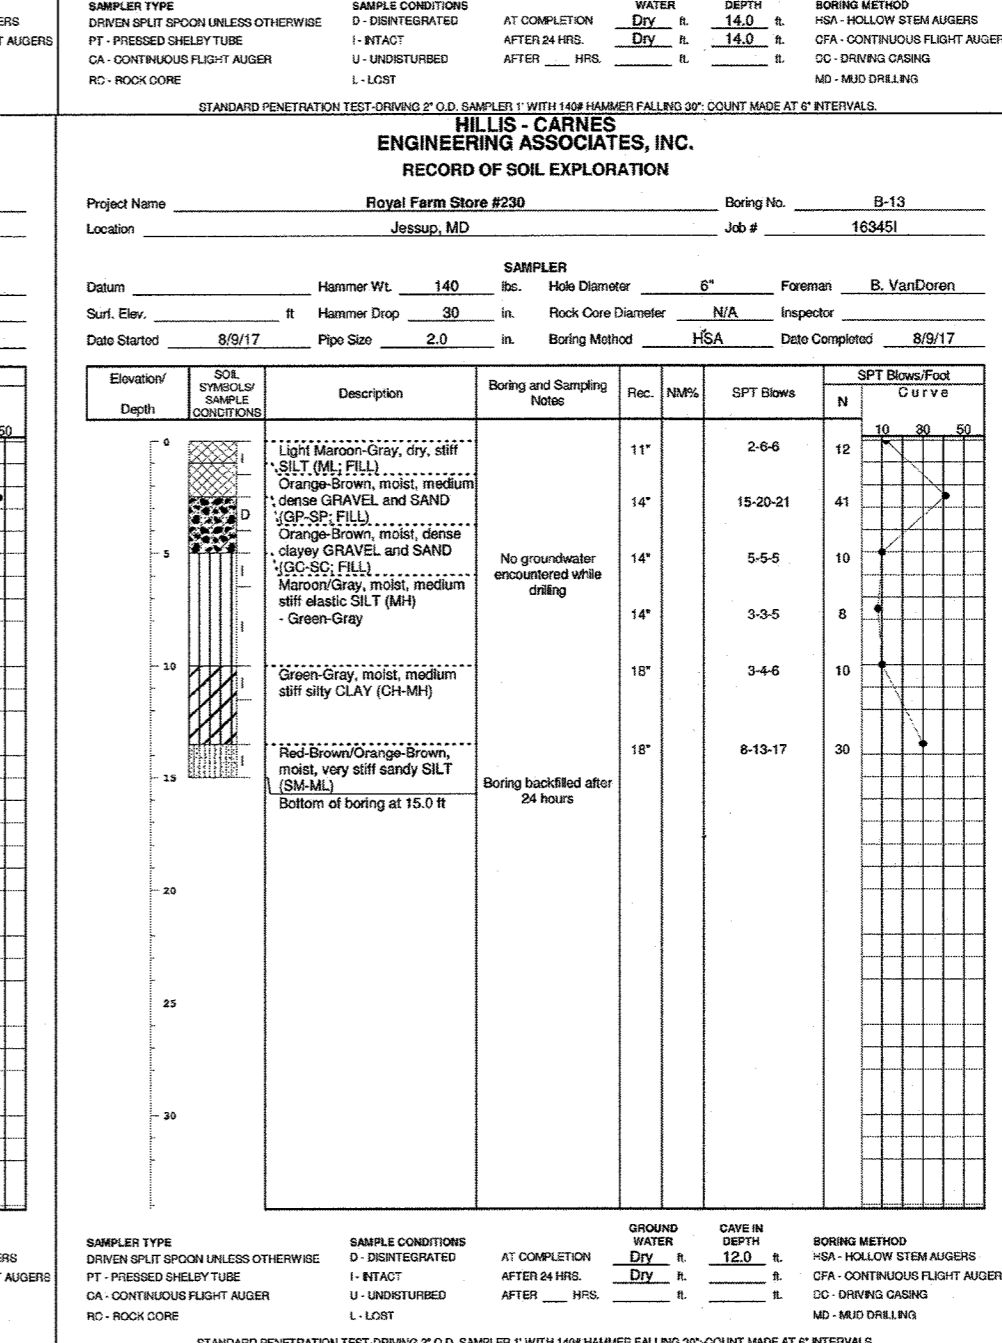 ERS
T AUGERS
SAMPLER TYPE
DRIVEN SPLIT SPOON UNLESS OTHERWISE
PT - PRESSED SHELBY TUBE
CA - CONTINUOUS FLIGHT AUGER
RC - ROCK CORE
SAMPLE CONDITIONS
D - DISINTEGRATED
I - INTACT
U - UNDISTURBED
L - LOST
WATER DEPTH
AT COMPLETION Dry ft. 14.0 ft.
AFTER 24 HRS. Dry ft. 14.0 ft.
AFTER ___ HRS. ft. ft.
BORING METHOD
HSA - HOLLOW STEM AUGERS
CFA - CONTINUOUS FLIGHT AUGER
DC - DRIVING CASING
MD - MUD DRILLING
STANDARD PENETRATION TEST-DRIVING 2" O.D. SAMPLER 1' WITH 140# HAMMER FALLING 30"; COUNT MADE AT 6" INTERVALS.
HILLIS - CARNES
ENGINEERING ASSOCIATES, INC.
RECORD OF SOIL EXPLORATION
Project Name Royal Farm Store #230 Boring No. B-13
Location Jessup, MD Job # 16345I
SAMPLER
Datum Hammer Wt. 140 lbs. Hole Diameter 6" Foreman B. VanDoren
Surf. Elev. ft Hammer Drop 30 in. Rock Core Diameter N/A Inspector
Date Started 8/9/17 Pipe Size 2.0 in. Boring Method HSA Date Completed 8/9/17
Elevation/
Depth
SOIL
SYMBOLS/
SAMPLE
CONDITIONS
Description
Boring and Sampling
Notes
Rec.
NM%
SPT Blows
SPT Blows/Foot
N
Curve
10 30 50
50
0
I
Light Maroon-Gray, dry, stiff
SILT (ML; FILL)
11" 2-6-6 12
Orange-Brown, moist, medium
dense GRAVEL and SAND
(GP-SP; FILL)
D
14" 15-20-21 41
Orange-Brown, moist, dense
clayey GRAVEL and SAND
(GC-SC; FILL)
5
I
No groundwater
encountered while
drilling
14" 5-5-5 10
Maroon/Gray, moist, medium
stiff elastic SILT (MH)
- Green-Gray
I
14" 3-3-5 8
10
I
Green-Gray, moist, medium
stiff silty CLAY (CH-MH)
18" 3-4-6 10
Red-Brown/Orange-Brown,
moist, very stiff sandy SILT
(SM-ML)
I
18" 8-13-17 30
15
Bottom of boring at 15.0 ft
Boring backfilled after
24 hours
20
25
30
ERS
T AUGERS
SAMPLER TYPE
DRIVEN SPLIT SPOON UNLESS OTHERWISE
PT - PRESSED SHELBY TUBE
CA - CONTINUOUS FLIGHT AUGER
RC - ROCK CORE
SAMPLE CONDITIONS
D - DISINTEGRATED
I - INTACT
U - UNDISTURBED
L - LOST
GROUND CAVE IN
WATER DEPTH
AT COMPLETION Dry ft. 12.0 ft.
AFTER 24 HRS. Dry ft. ft.
AFTER ___ HRS. ft. ft.
BORING METHOD
HSA - HOLLOW STEM AUGERS
CFA - CONTINUOUS FLIGHT AUGER
DC - DRIVING CASING
MD - MUD DRILLING
STANDARD PENETRATION TEST-DRIVING 2" O.D. SAMPLER 1' WITH 140# HAMMER FALLING 30"; COUNT MADE AT 6" INTERVALS.